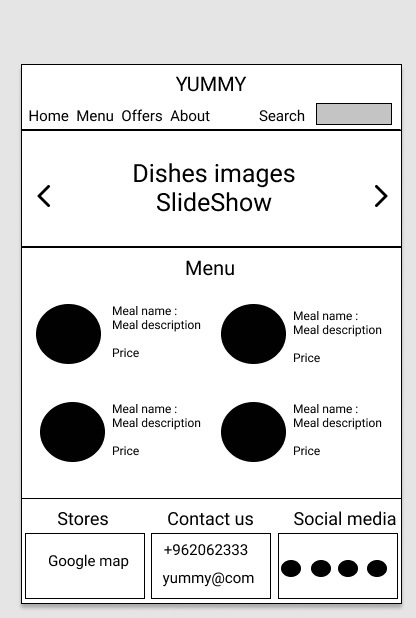 YUMMY
Home Menu Offers About Search
Dishes images
SlideShow
Menu
Meal name :
Meal description
Price
Meal name :
Meal description
Price
Meal name :
Meal description
Price
Meal name :
Meal description
Price
Stores
Google map
Contact us
+962062333
yummy@com
Social media